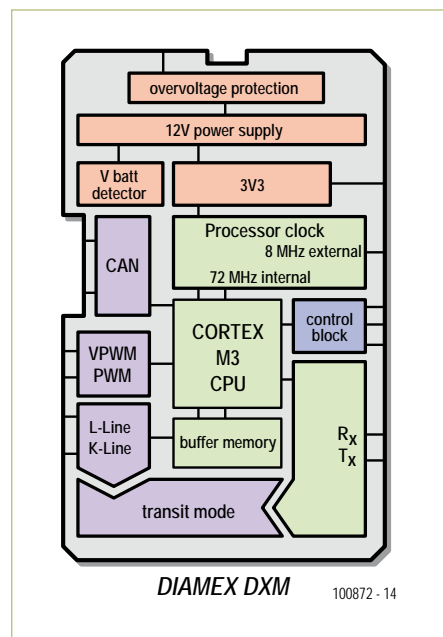 overvoltage protection
12V power supply
V batt
detector
3V3
Processor clock
8 MHz external
72 MHz internal
CAN
CORTEX
M3
CPU
control
block
VPWM
PWM
L-Line
K-Line
buffer memory
RX
TX
transit mode
DIAMEX DXM
100872 - 14